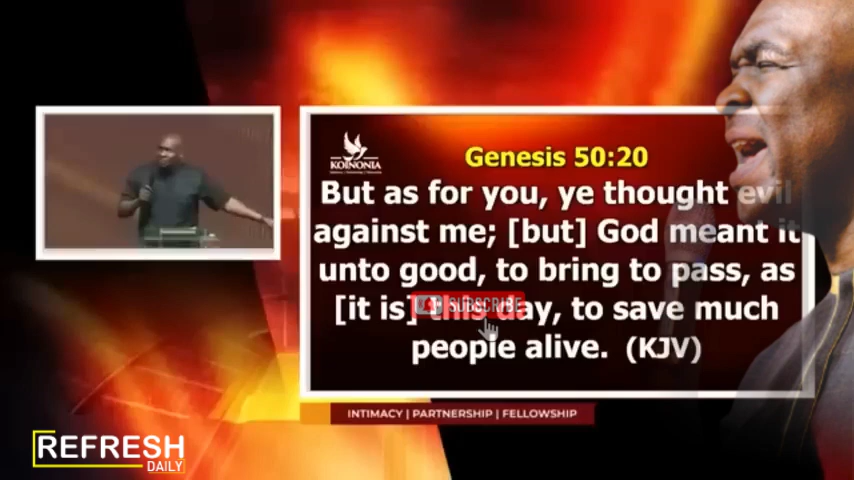 KOINONIA
Genesis 50:20
But as for you, ye thought evil
against me; [but] God meant it
unto good, to bring to pass, as
[it is] this day, to save much
people alive. (KJV)
SUBSCRIBE
INTIMACY | PARTNERSHIP | FELLOWSHIP
REFRESH
DAILY